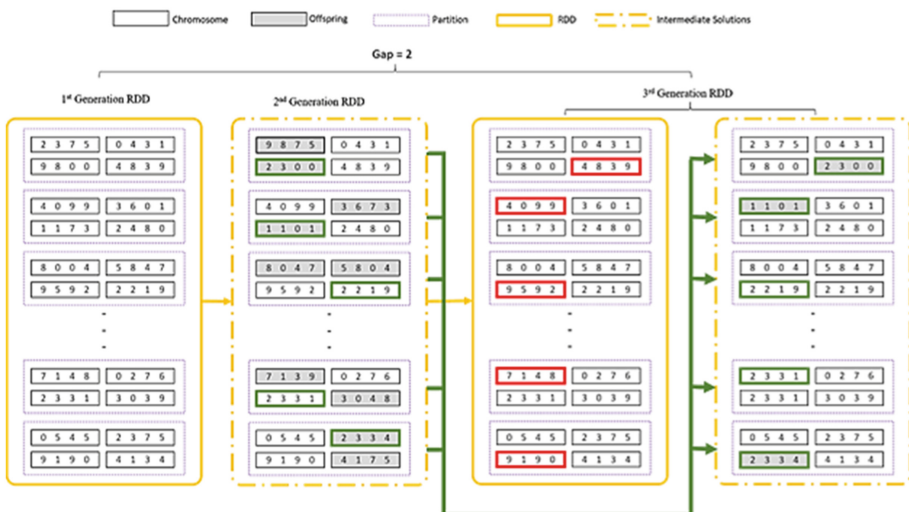 Chromosome Offspring Partition RDD Intermediate Solutions
Gap = 2
1st Generation RDD
2nd Generation RDD
3rd Generation RDD
2 3 7 5 0 4 3 1
9 8 0 0 4 8 3 9
4 0 9 9 3 6 0 1
1 1 7 3 2 4 8 0
8 0 0 4 5 8 4 7
9 5 9 2 2 2 1 9
7 1 4 8 0 2 7 6
2 3 3 1 3 0 3 9
0 5 4 5 2 3 7 5
9 1 9 0 4 1 3 4
9 8 7 5 0 4 3 1
2 3 0 0 4 8 3 9
4 0 9 9 3 6 7 3
1 1 0 1 2 4 8 0
8 0 4 7 5 8 0 4
9 5 9 2 2 2 1 9
7 1 3 9 0 2 7 6
2 3 3 1 3 0 4 8
0 5 4 5 2 3 3 4
9 1 9 0 4 1 7 5
2 3 7 5 0 4 3 1
9 8 0 0 4 8 3 9
4 0 9 9 3 6 0 1
1 1 7 3 2 4 8 0
8 0 0 4 5 8 4 7
9 5 9 2 2 2 1 9
7 1 4 8 0 2 7 6
2 3 3 1 3 0 3 9
0 5 4 5 2 3 7 5
9 1 9 0 4 1 3 4
2 3 7 5 0 4 3 1
9 8 0 0 2 3 0 0
1 1 0 1 3 6 0 1
1 1 7 3 2 4 8 0
8 0 0 4 5 8 4 7
2 2 1 9 2 2 1 9
2 3 3 1 0 2 7 6
2 3 3 1 3 0 3 9
0 5 4 5 2 3 7 5
2 3 3 4 4 1 3 4